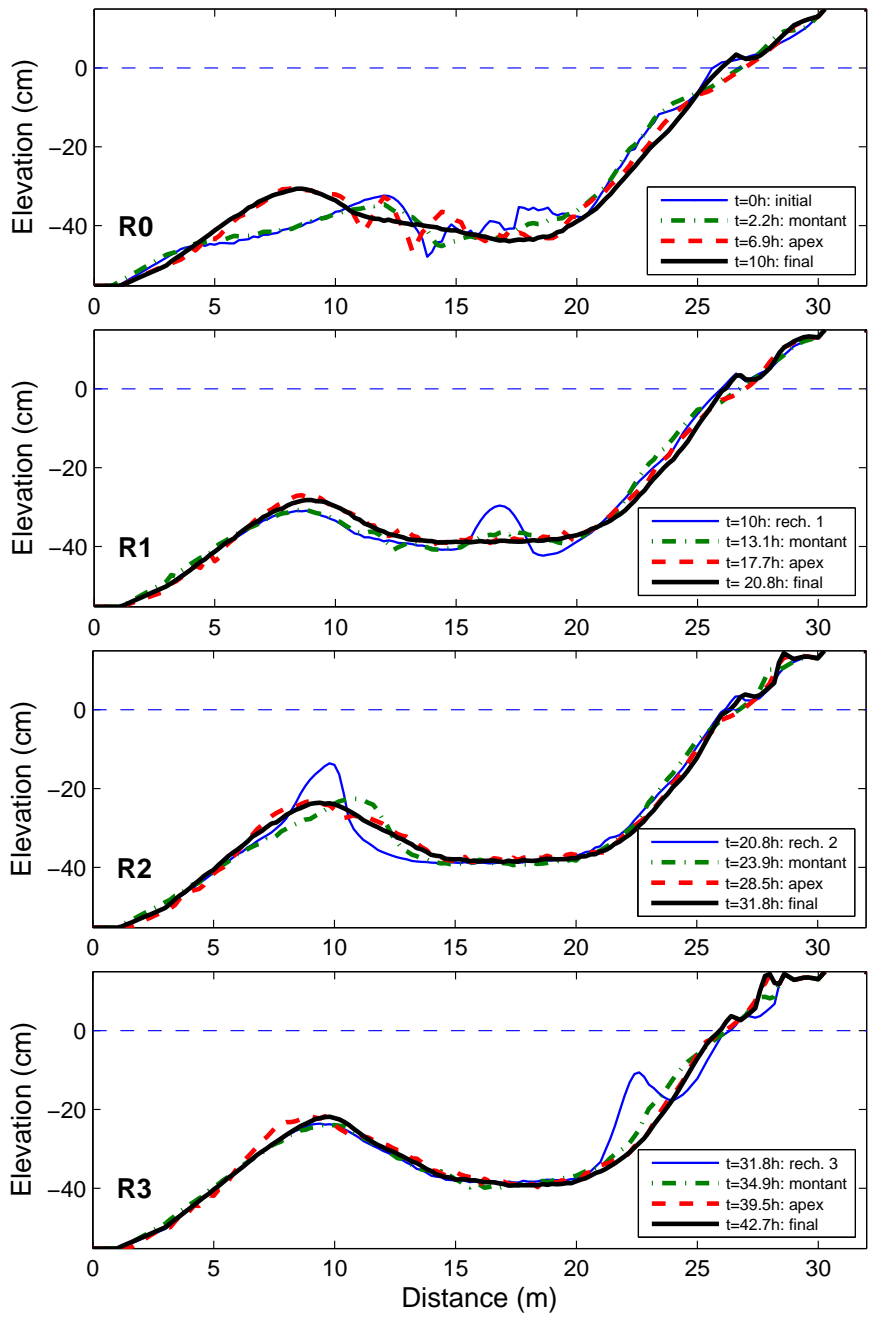 Elevation (cm)
0
−20
−40
R0
t=0h: initial
t=2.2h: montant
t=6.9h: apex
t=10h: final
0 5 10 15 20 25 30
Elevation (cm)
0
−20
−40
R1
t=10h: rech. 1
t=13.1h: montant
t=17.7h: apex
t= 20.8h: final
0 5 10 15 20 25 30
Elevation (cm)
0
−20
−40
R2
t=20.8h: rech. 2
t=23.9h: montant
t=28.5h: apex
t=31.8h: final
0 5 10 15 20 25 30
Elevation (cm)
0
−20
−40
R3
t=31.8h: rech. 3
t=34.9h: montant
t=39.5h: apex
t=42.7h: final
0 5 10 15 20 25 30
Distance (m)